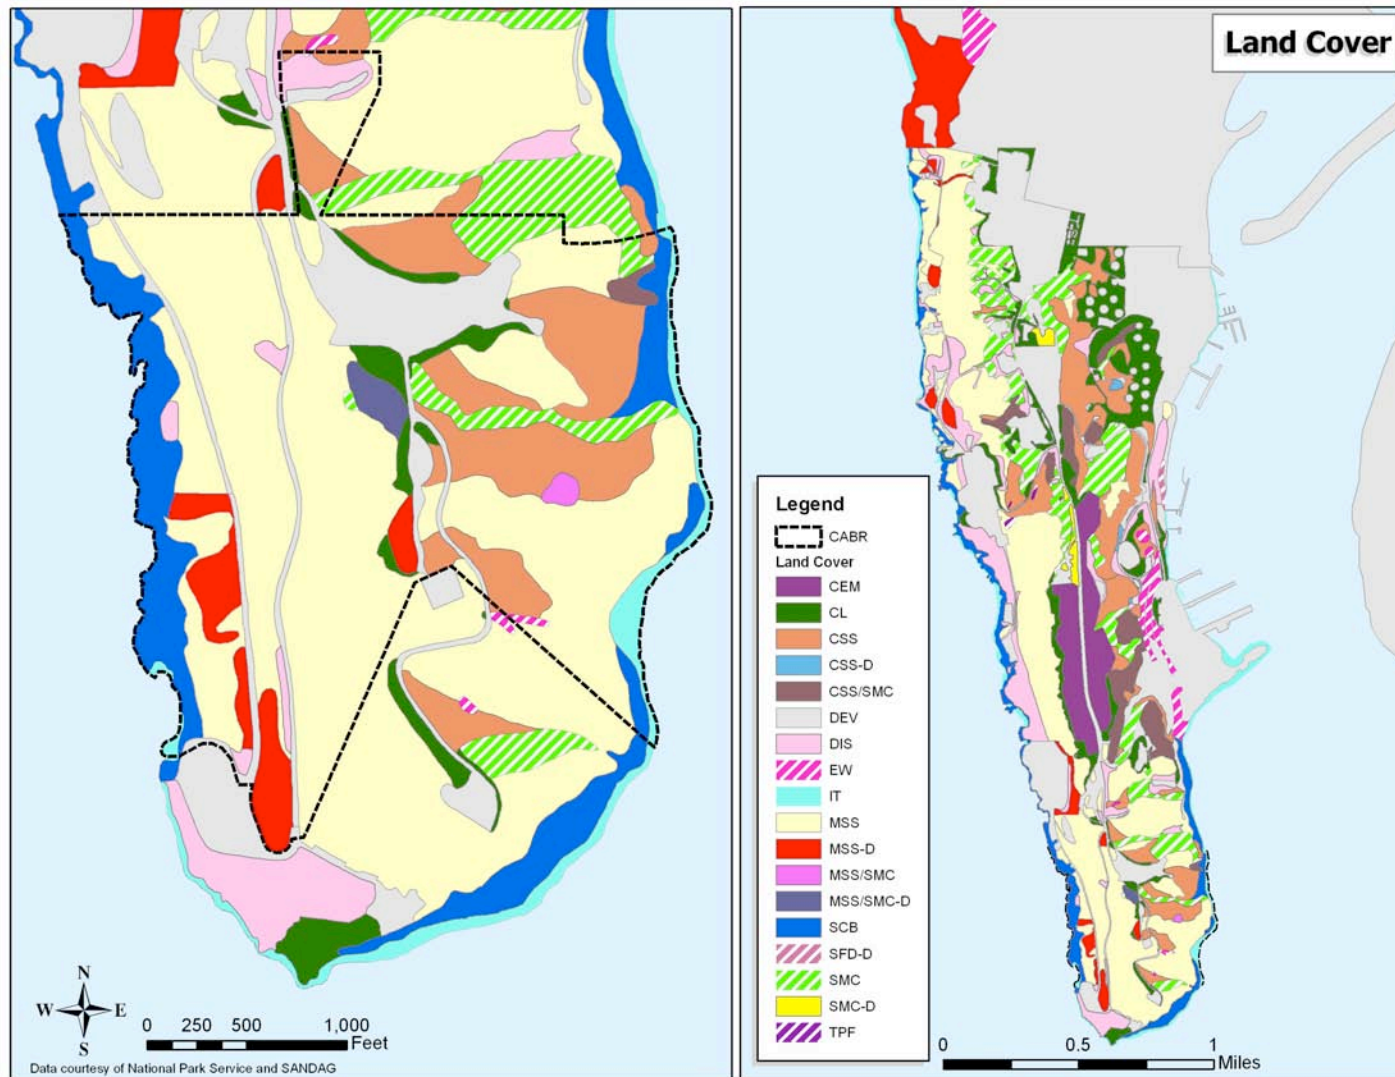 Land Cover
Legend
CABR
Land Cover
CEM
CL
CSS
CSS-D
CSS/SMC
DEV
DIS
EW
IT
MSS
MSS-D
MSS/SMC
MSS/SMC-D
SCB
SFD-D
SMC
SMC-D
TPF
N
W E
S
0 250 500 1,000
Feet
Data courtesy of National Park Service and SANDAG
0 0.5 1
Miles